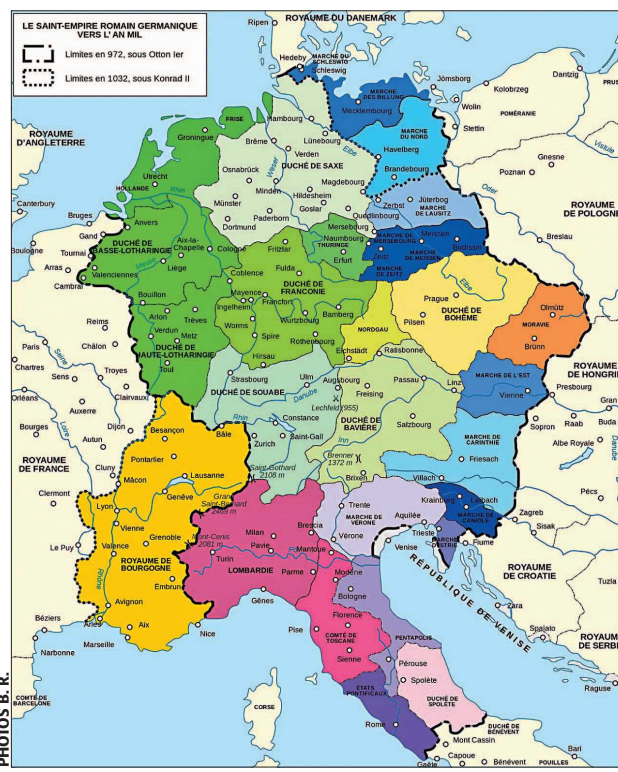 LE SAINT-EMPIRE ROMAIN GERMANIQUE
VERS L' AN MIL
Limites en 972, sous Otton Ier
Limites en 1032, sous Konrad II
ROYAUME DU DANEMARK
Ripen
Hedeby
MARCHE DU
SCHLESWIG
Schleswig
MARCHE
DES BILLUNG
Mecklembourg
Jómsborg
Wolin
Stettin
Kolobrzeg
Dantzig
PRUS
POMÉRANIE
ROYAUME
D'ANGLETERRE
FRISE
Groningue
Hambourg
Brême
Lünebourg
Elbe
Verden
Weser
DUCHÉ DE SAXE
MARCHE
DU NORD
Havelberg
Brandebourg
Gnesne
Poznan
Vistule
Utrecht
HOLLANDE
Rhin
Osnabrück
Minden
Hildesheim
Magdebourg
Münster
Goslar
Paderborn
Dortmund
Quedlinbourg
Zerbst
Jüterbog
MARCHE
DE LAUSITZ
Oder
ROYAUME
DE POLOGNE
Canterbury
Bruges
Anvers
Gand
Boulogne
Tournai
Arras
Valenciennes
Cambrai
DUCHÉ DE
BASSE-LOTHARINGIE
Aix-la-
Chapelle
Cologne
Meuse
Liège
Mersebourg
Naumbourg
THURINGE
Erfurt
MARCHE DE
MERSEBOURG
Zeitz
MARCHE
DE ZEITZ
Meissen
MARCHE
DE MEISSEN
Budissin
Breslau
Fritzlar
Fulda
Coblence
DUCHÉ DE
FRANCONIE
Mayence
Francfort
Ingelheim
Bamberg
Wurtzbourg
Worms
Spire
Rothenbourg
Hirsau
Bouillon
Arlon
Trèves
Verdun
Metz
DUCHÉ DE
HAUTE-LOTHARINGIE
Toul
NORDGAU
Eichstädt
Ratisbonne
Elbe
Prague
DUCHÉ DE
BOHÊME
Pilsen
Olmütz
MORAVIE
Brünn
ROYAUME
DE HONGRIE
Reims
Paris
Seine
Châlon
Chartres
Sens
Troyes
Orléans
Clairvaux
Auxerre
Loire
Bourges
Dijon
Autun
ROYAUME
DE FRANCE
Cluny
Mâcon
Clermont
Le Puy
Strasbourg
Ulm
DUCHÉ DE SOUABE
Danube
Augsbourg
Lechfeld (955)
Freising
Passau
Linz
DUCHÉ DE
BAVIÈRE
Salzbourg
Inn
Brenner
1372 m
Brixen
MARCHE DE L'EST
Vienne
Presbourg
Gran
Sopron
Raab
Buda
Albe Royale
Danube
Pécs
Besançon
Bâle
Rhin
Constance
Zurich
Saint-Gall
Saint-Gothard
2108 m
Pontarlier
Lausanne
Genève
Grand
Saint-Bernard
2469 m
Mont-Cenis
2081 m
Lyon
Vienne
Grenoble
Valence
ROYAUME DE
BOURGOGNE
Embrun
Rhône
Avignon
Arles
Aix
Marseille
Nice
MARCHE DE
CARINTHIE
Friesach
Villach
Krainberg
Laibach
MARCHE DE
CARNIOLE
Zagreb
Sisak
Trente
MARCHE DE
VÉRONE
Vérone
Aquilée
Trieste
MARCHE
D'ISTRIE
Fiume
Venise
RÉPUBLIQUE DE VENISE
ROYAUME
DE CROATIE
Tuzla
Zara
Spalato
ROYAUME
DE SERBI
Raguse
Milan
Brescia
Pavie
Mantoue
Turin
LOMBARDIE
Parme
Gênes
Modène
Bologne
Florence
Pise
COMTÉ DE
TOSCANE
Sienne
PENTAPOLIS
Pérouse
Spolète
DUCHÉ DE
SPOLÈTE
ÉTATS
PONTIFICAUX
Rome
DUCHÉ DE
BÉNÉVENT
Mont Cassin
Capoue
Gaète
Bénévent
Bari
POUILLES
Béziers
Narbonne
COMTÉ DE
BARCELONE
CORSE
PHOTOS B. R.